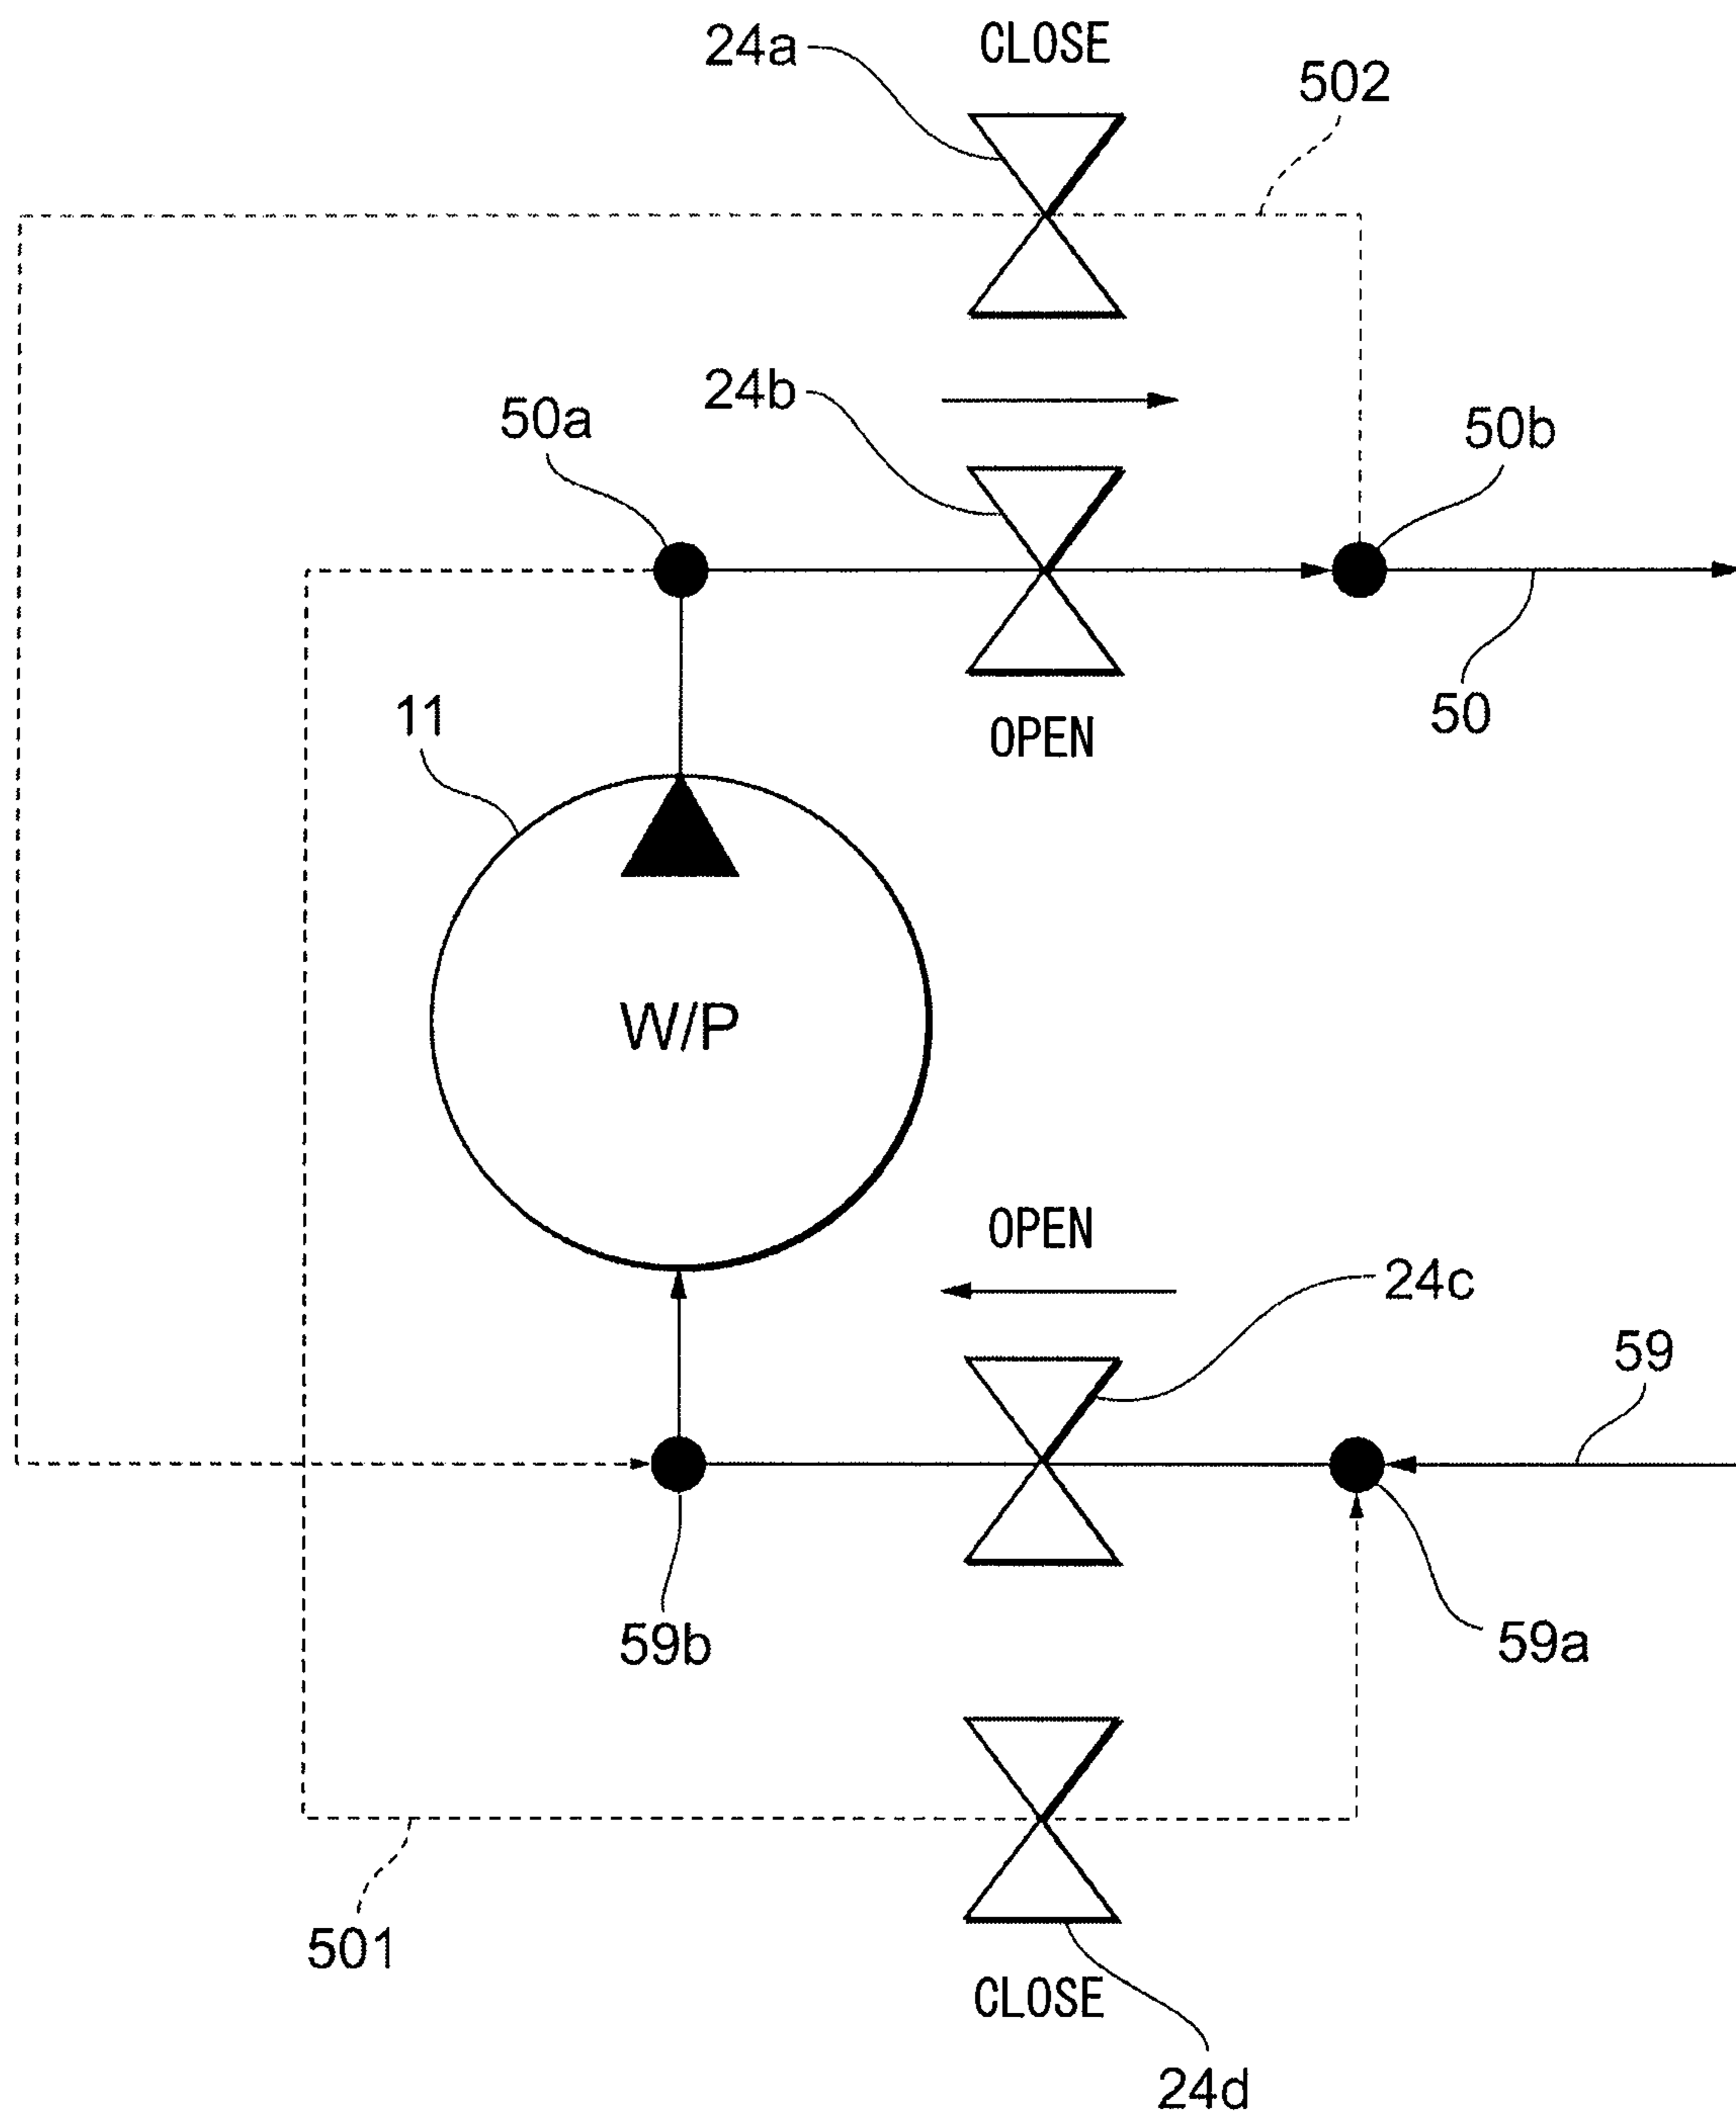 24a
CLOSE
502
24b
50a
50b
11
OPEN
50
W/P
OPEN
24c
59
59b
59a
501
CLOSE
24d